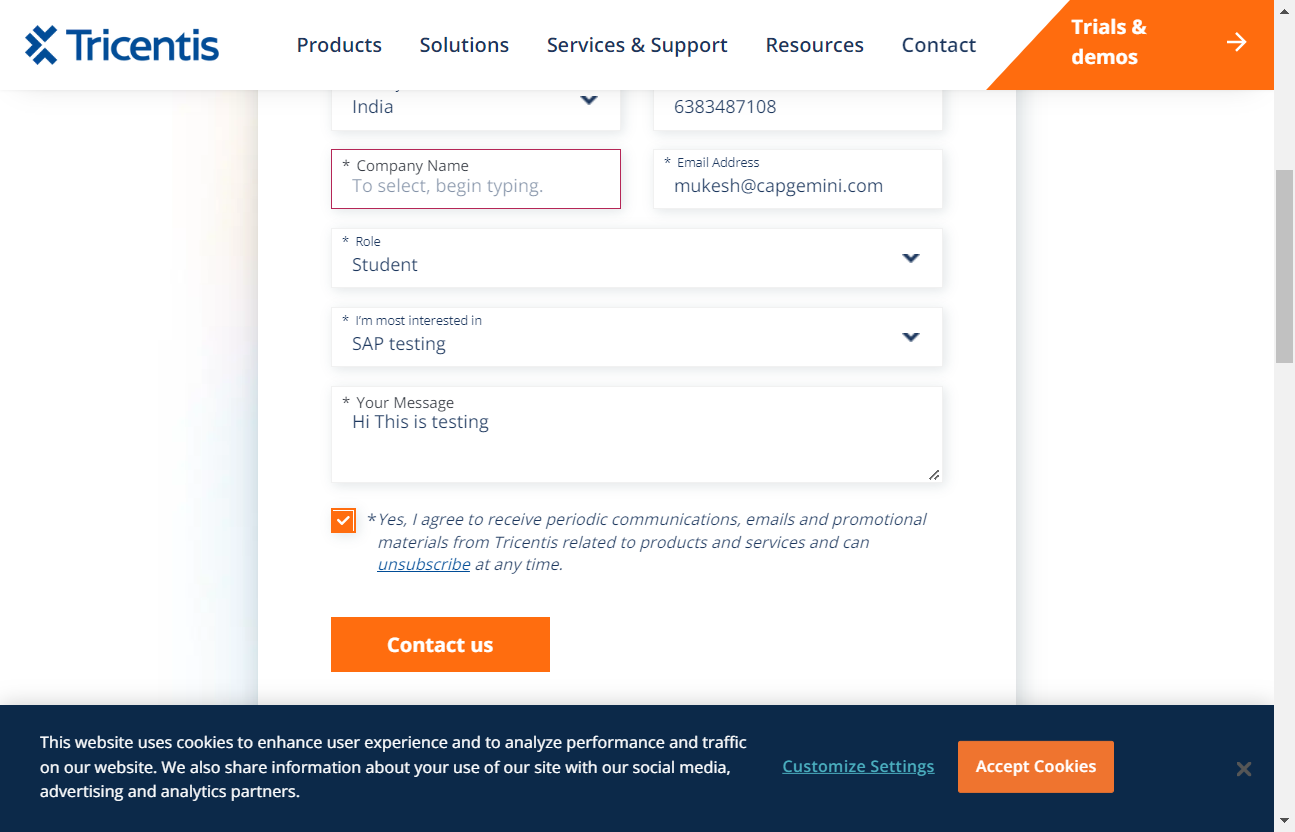 Tricentis
Products
Solutions
Services & Support
Resources
Contact
Trials &
demos
India
6383487108
* Company Name
To select, begin typing.
* Email Address
mukesh@capgemini.com
* Role
Student
* I'm most interested in
SAP testing
* Your Message
Hi This is testing
*Yes, I agree to receive periodic communications, emails and promotional
materials from Tricentis related to products and services and can
unsubscribe at any time.
Contact us
This website uses cookies to enhance user experience and to analyze performance and traffic
on our website. We also share information about your use of our site with our social media,
advertising and analytics partners.
Customize Settings
Accept Cookies